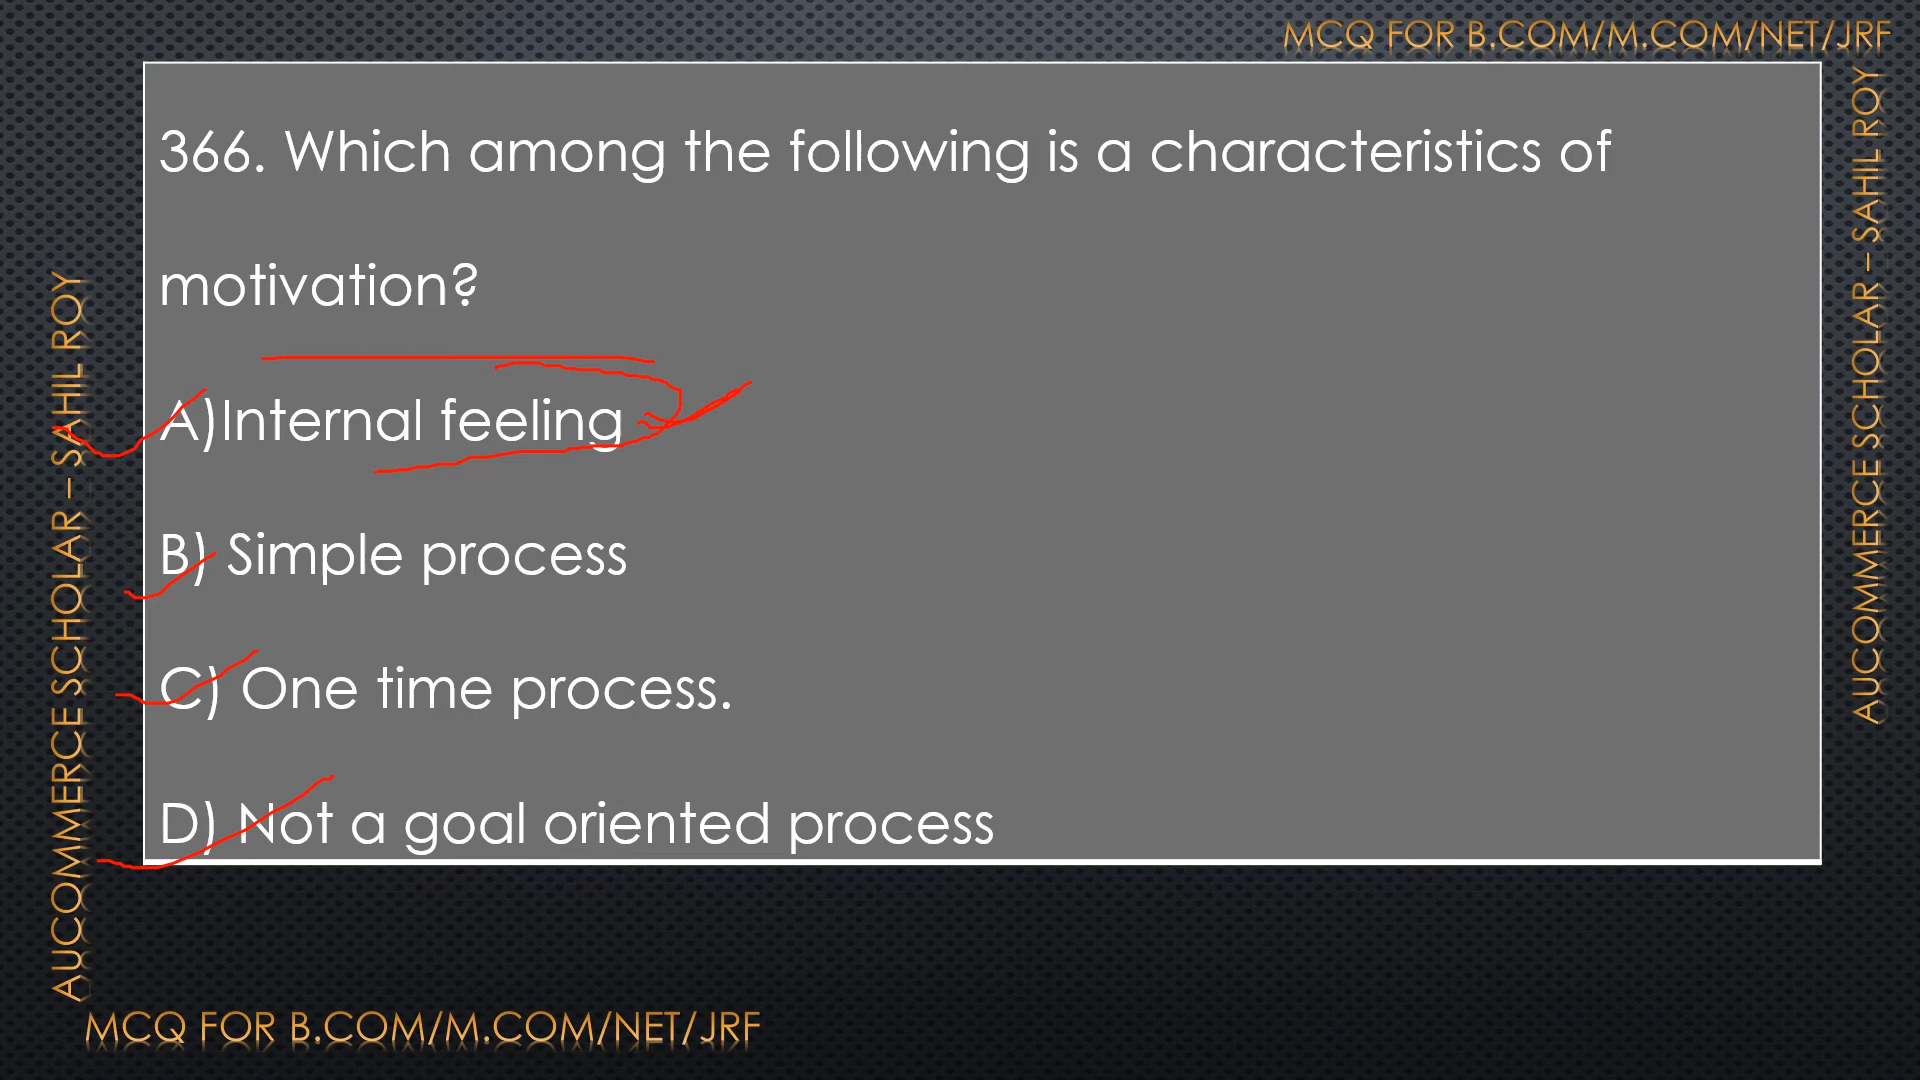 MCQ FOR B.COM/M.COM/NET/JRF
366. Which among the following is a characteristics of
motivation?
A)Internal feeling
B) Simple process
C) One time process.
D) Not a goal oriented process
AUCOMMERCE SCHOLAR – SAHIL ROY
AUCOMMERCE SCHOLAR – SAHIL ROY
MCQ FOR B.COM/M.COM/NET/JRF